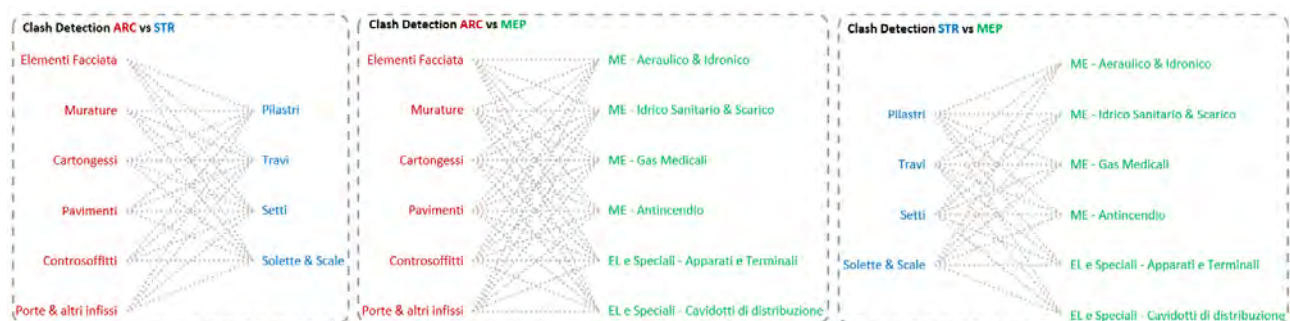 Clash Detection ARC vs STR
Elementi Facciata
Murature
Cartongessi
Pavimenti
Controsoffitti
Porte & altri infissi
Pilastri
Travi
Setti
Solette & Scale
Clash Detection ARC vs MEP
Elementi Facciata
Murature
Cartongessi
Pavimenti
Controsoffitti
Porte & altri infissi
ME - Aeraulico & Idronico
ME - Idrico Sanitario & Scarico
ME - Gas Medicali
ME - Antincendio
EL e Speciali - Apparati e Terminali
EL e Speciali - Cavidotti di distribuzione
Clash Detection STR vs MEP
Pilastri
Travi
Setti
Solette & Scale
ME - Aeraulico & Idronico
ME - Idrico Sanitario & Scarico
ME - Gas Medicali
ME - Antincendio
EL e Speciali - Apparati e Terminali
EL e Speciali - Cavidotti di distribuzione